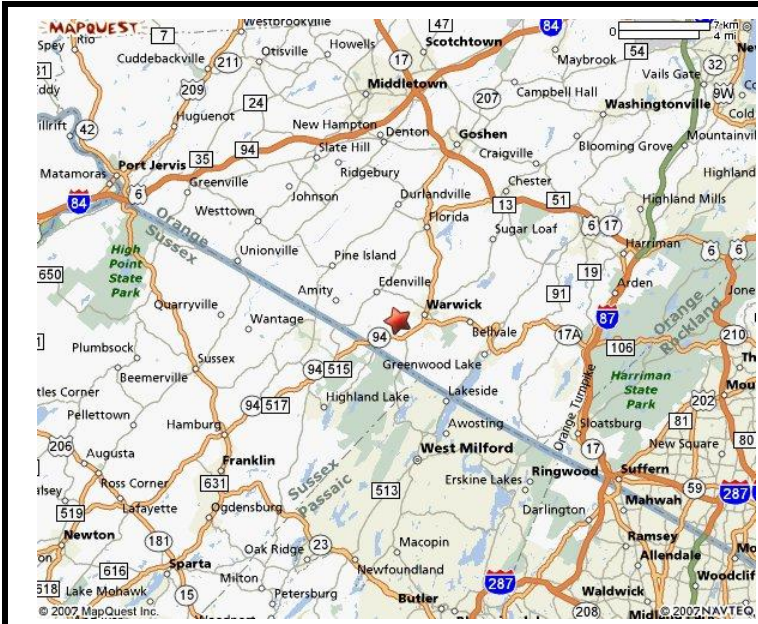 MAPQUEST
7
Westbrookville
47
84
7 km
0
4 mi
Rio
Otisville
Howells
Scotchtown
Cuddebackville
211
17
Maybrook
54
32
Vails Gate
209
Middletown
Campbell Hall
9W
24
207
Washingtonville
Huguenot
New Hampton
Denton
Goshen
Blooming Grove
42
94
Slate Hill
Craigville
35
Ridgebury
Port Jervis
Matamoras
6
Greenville
Johnson
Durlandville
Chester
51
Highland Mills
84
Orange
Sussex
Westtown
13
Florida
6
17
High
Point
State
Park
Unionville
Sugar Loaf
Harriman
6
6
650
Pine Island
19
Arden
Quarryville
Amity
Edenville
91
87
Orange
Rockland
Wantage
Warwick
94
Bellvale
17A
210
Plumbsock
Sussex
106
Beemerville
94
515
Greenwood Lake
Harriman
State
Park
Highland Lake
Lakeside
202
Pellettown
94
517
Orange Turnpike
Hamburg
Awosting
Sloatsburg
81
206
Augusta
West Milford
17
New Square
80
Franklin
Ringwood
Suffern
Ross Corner
631
Sussex
Passaic
Erskine Lakes
59
287
519
Lafayette
Ogdensburg
513
Mahwah
Darlington
Newton
23
Macopin
Ramsey
181
Oak Ridge
Allendale
516
Sparta
Newfoundland
518
Milton
287
Lake Mohawk
15
Petersburg
Waldwick
Butler
208
© 2007 MapQuest Inc.
© 2007 NAVTEQ